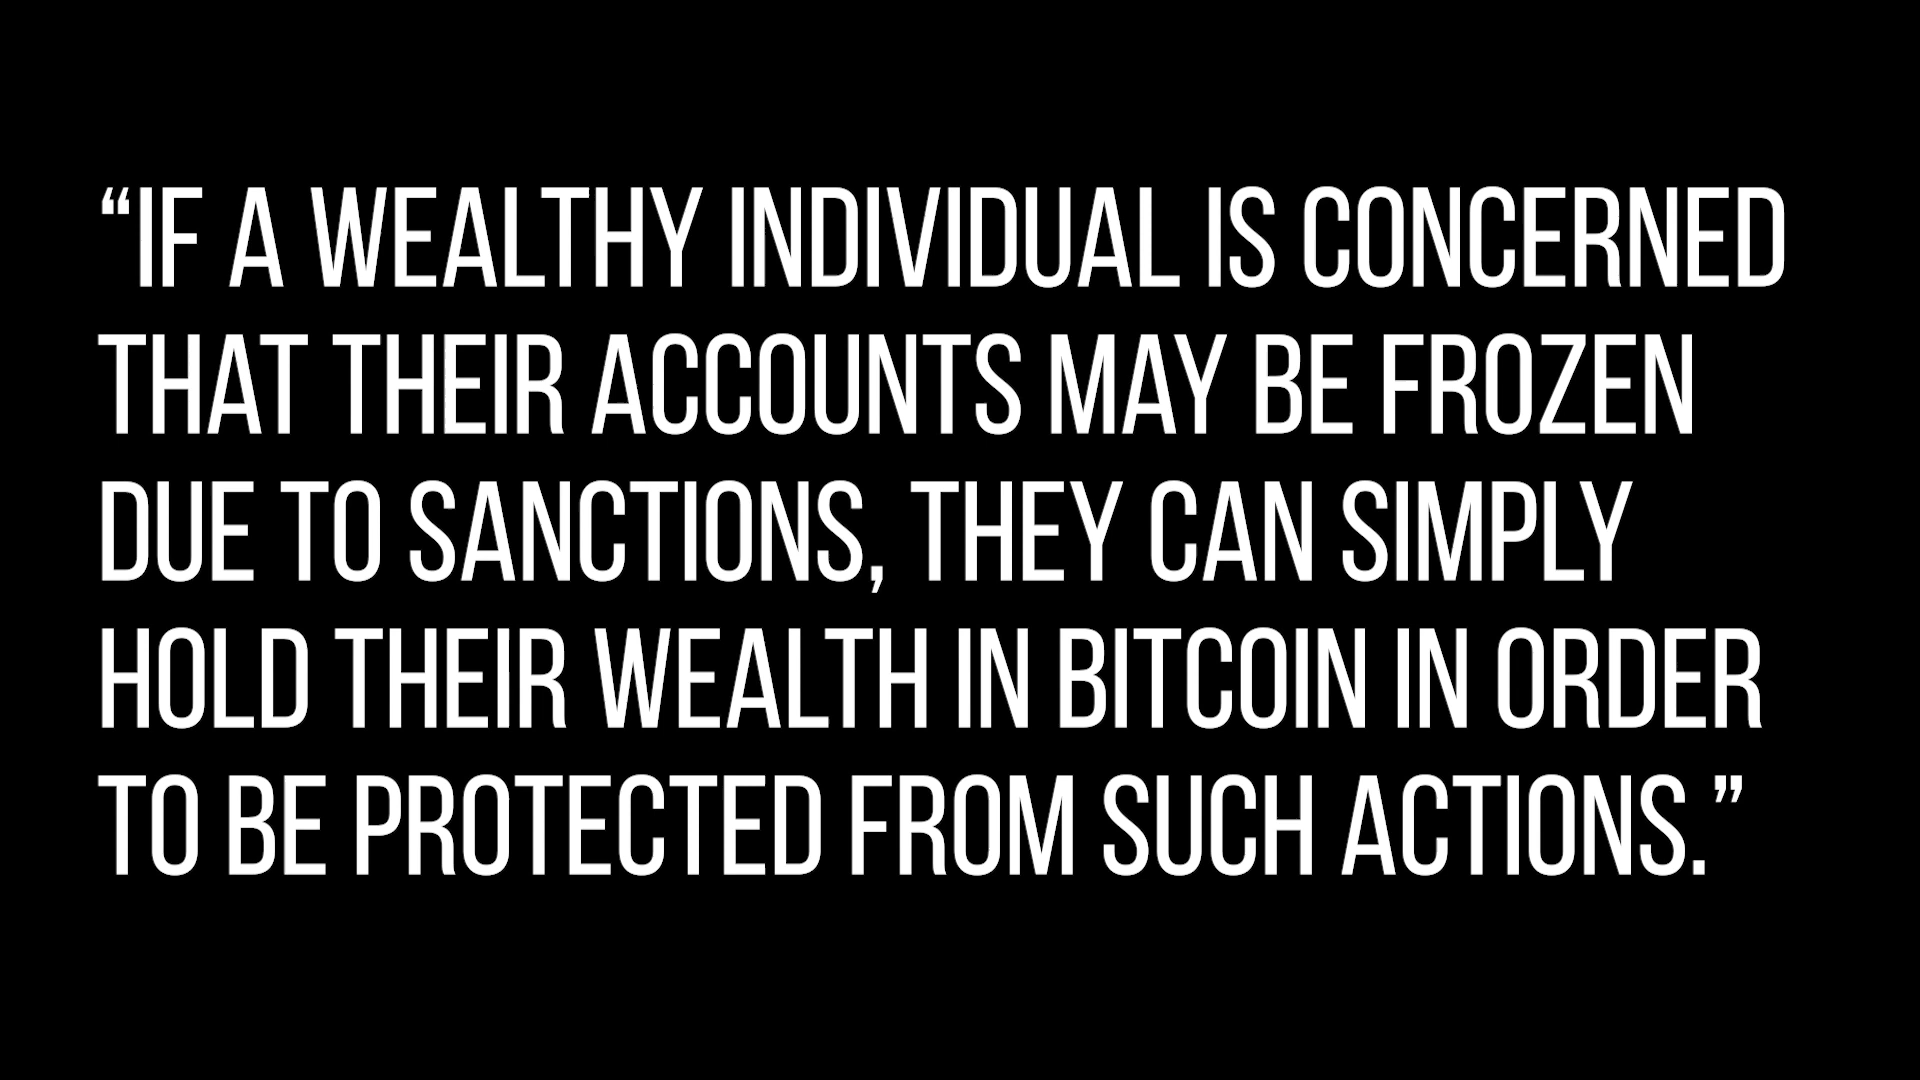 “IF A WEALTHY INDIVIDUAL IS CONCERNED
THAT THEIR ACCOUNTS MAY BE FROZEN
DUE TO SANCTIONS, THEY CAN SIMPLY
HOLD THEIR WEALTH IN BITCOIN IN ORDER
TO BE PROTECTED FROM SUCH ACTIONS.”